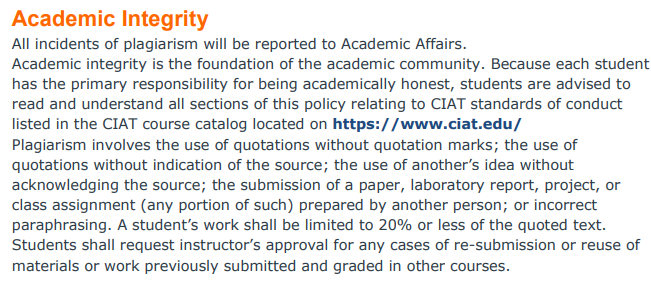 Academic Integrity
All incidents of plagiarism will be reported to Academic Affairs.
Academic integrity is the foundation of the academic community. Because each student
has the primary responsibility for being academically honest, students are advised to
read and understand all sections of this policy relating to CIAT standards of conduct
listed in the CIAT course catalog located on https://www.ciat.edu/
Plagiarism involves the use of quotations without quotation marks; the use of
quotations without indication of the source; the use of another’s idea without
acknowledging the source; the submission of a paper, laboratory report, project, or
class assignment (any portion of such) prepared by another person; or incorrect
paraphrasing. A student’s work shall be limited to 20% or less of the quoted text.
Students shall request instructor’s approval for any cases of re-submission or reuse of
materials or work previously submitted and graded in other courses.